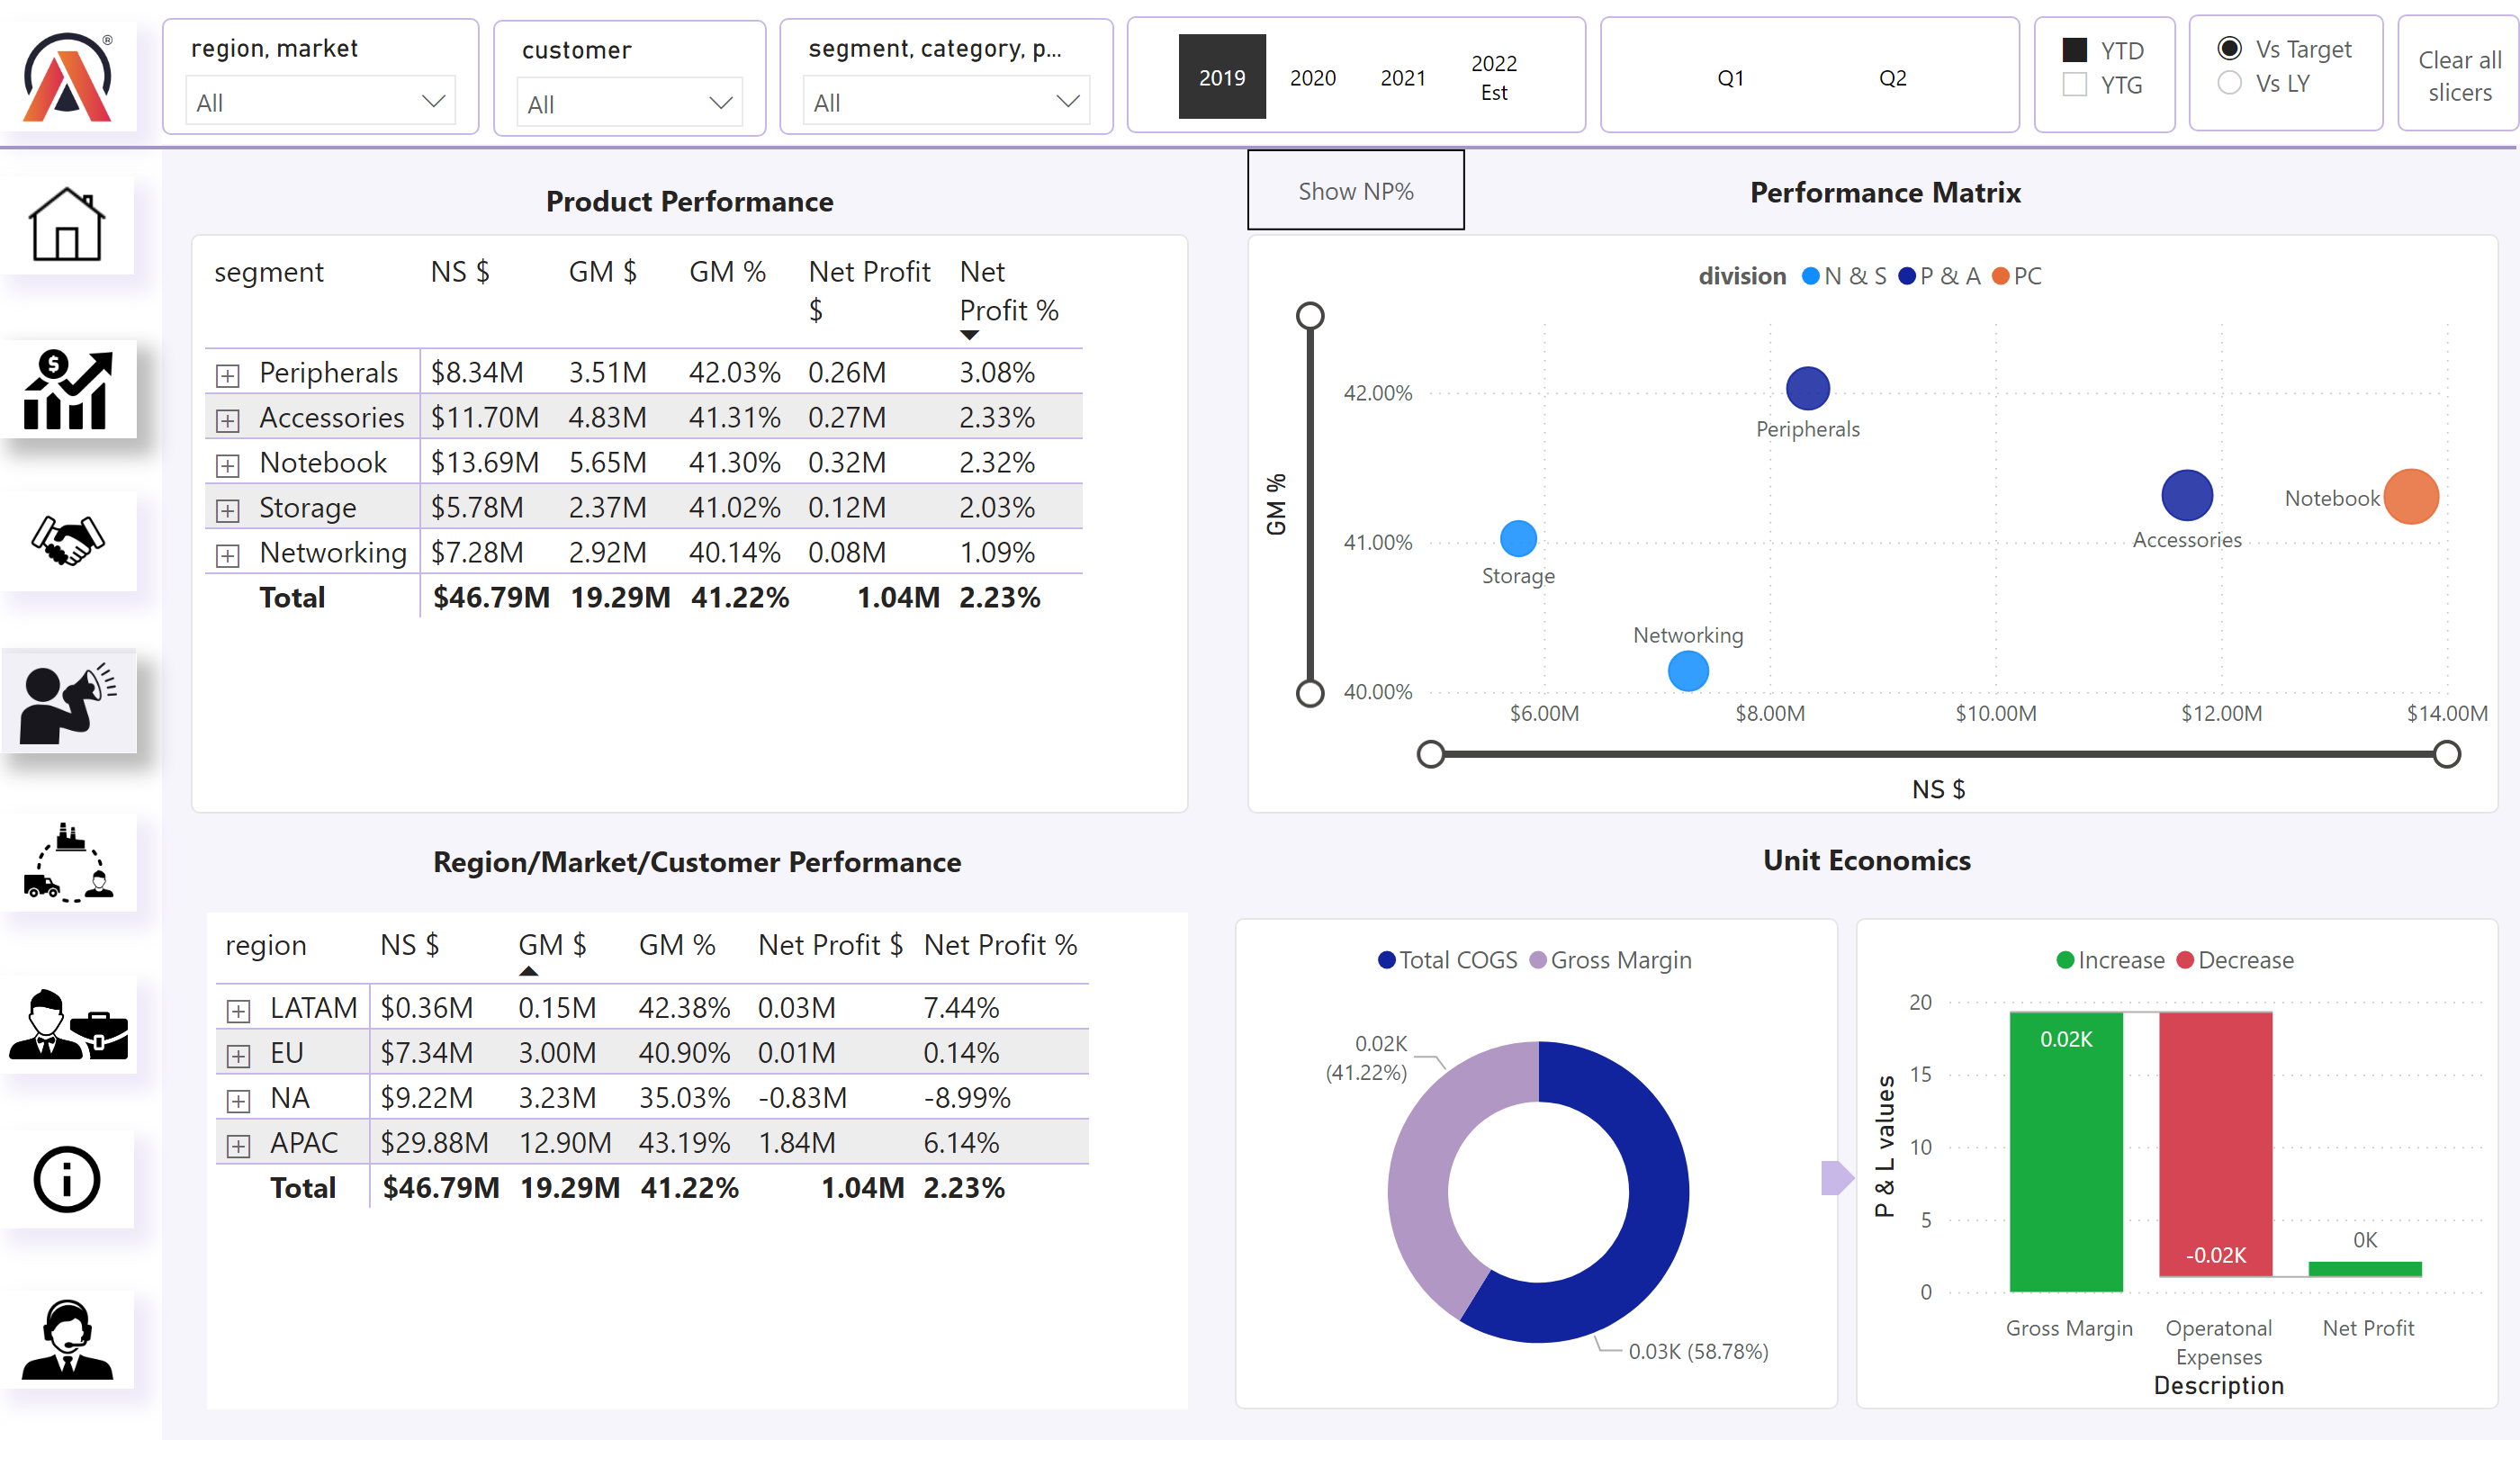 ®
region, market
All
customer
All
segment, category, p...
All
2019
2020
2021
2022
Est
Q1
Q2
YTD
YTG
Vs Target
Vs LY
Clear all
slicers
Product Performance
segment NS $ GM $ GM % Net Profit $ Net Profit %
Peripherals $8.34M 3.51M 42.03% 0.26M 3.08%
Accessories $11.70M 4.83M 41.31% 0.27M 2.33%
Notebook $13.69M 5.65M 41.30% 0.32M 2.32%
Storage $5.78M 2.37M 41.02% 0.12M 2.03%
Networking $7.28M 2.92M 40.14% 0.08M 1.09%
Total $46.79M 19.29M 41.22% 1.04M 2.23%
Show NP%
Performance Matrix
division N & S P & A PC
GM %
42.00%
41.00%
40.00%
Peripherals
Notebook
Accessories
Storage
Networking
$6.00M $8.00M $10.00M $12.00M $14.00M
NS $
Region/Market/Customer Performance
region NS $ GM $ GM % Net Profit $ Net Profit %
LATAM $0.36M 0.15M 42.38% 0.03M 7.44%
EU $7.34M 3.00M 40.90% 0.01M 0.14%
NA $9.22M 3.23M 35.03% -0.83M -8.99%
APAC $29.88M 12.90M 43.19% 1.84M 6.14%
Total $46.79M 19.29M 41.22% 1.04M 2.23%
Unit Economics
Total COGS Gross Margin
0.02K
(41.22%)
0.03K (58.78%)
Increase Decrease
P & L values
20
15
10
5
0
0.02K
-0.02K
0K
Gross Margin
Operatonal
Expenses
Net Profit
Description